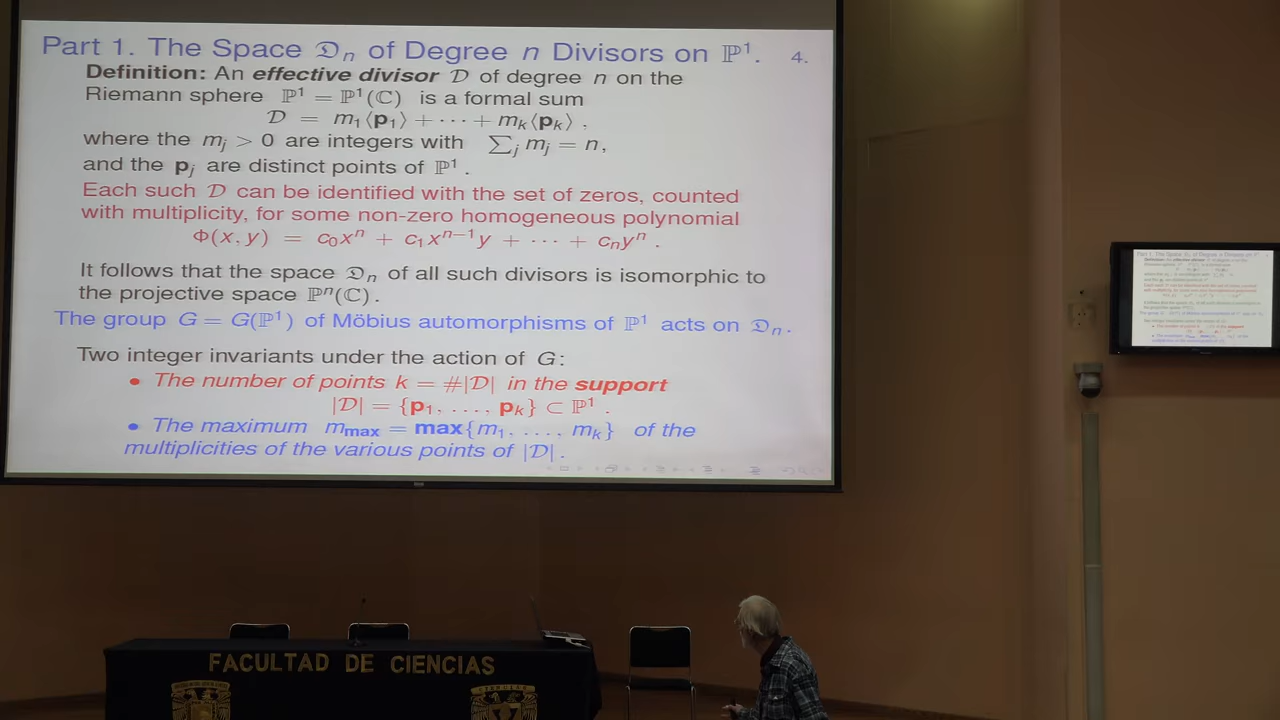 Part 1. The Space 𝔇ₙ of Degree n Divisors on ℙ¹. 4.
Definition: An effective divisor 𝒟 of degree n on the
Riemann sphere ℙ¹ = ℙ¹(ℂ) is a formal sum
𝒟 = m₁⟨p₁⟩ + ··· + mₖ⟨pₖ⟩ ,
where the mⱼ > 0 are integers with ∑ⱼ mⱼ = n,
and the pⱼ are distinct points of ℙ¹ .
Each such 𝒟 can be identified with the set of zeros, counted
with multiplicity, for some non-zero homogeneous polynomial
Φ(x, y) = c₀xⁿ + c₁xⁿ⁻¹y + ··· + cₙyⁿ .
It follows that the space 𝔇ₙ of all such divisors is isomorphic to
the projective space ℙⁿ(ℂ).
The group G = G(ℙ¹) of Möbius automorphisms of ℙ¹ acts on 𝔇ₙ.
Two integer invariants under the action of G:
• The number of points k = #|𝒟| in the support
|𝒟| = {p₁, ..., pₖ} ⊂ ℙ¹ .
• The maximum m_max = max{m₁, ..., mₖ} of the
multiplicities of the various points of |𝒟| .
FACULTAD DE CIENCIAS